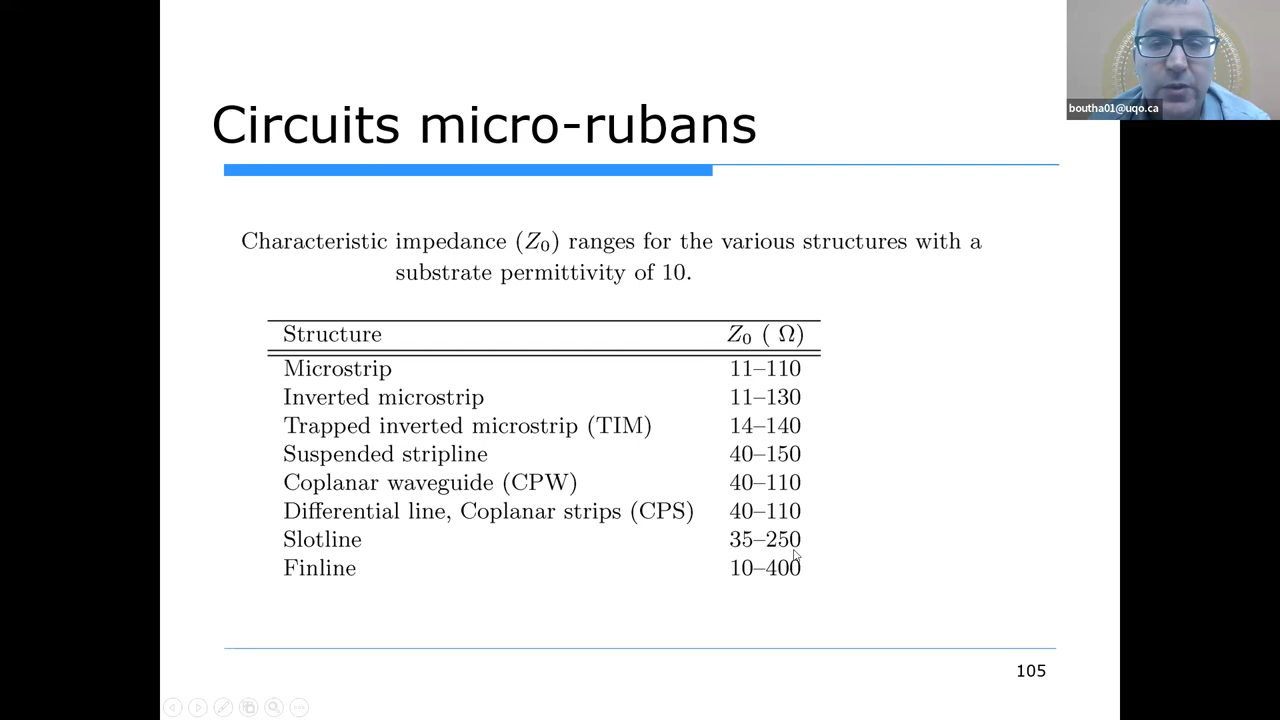 boutha01@uqo.ca
Circuits micro-rubans
Characteristic impedance (Z₀) ranges for the various structures with a
substrate permittivity of 10.
Structure Z₀ ( Ω)
Microstrip 11–110
Inverted microstrip 11–130
Trapped inverted microstrip (TIM) 14–140
Suspended stripline 40–150
Coplanar waveguide (CPW) 40–110
Differential line, Coplanar strips (CPS) 40–110
Slotline 35–250
Finline 10–400
105